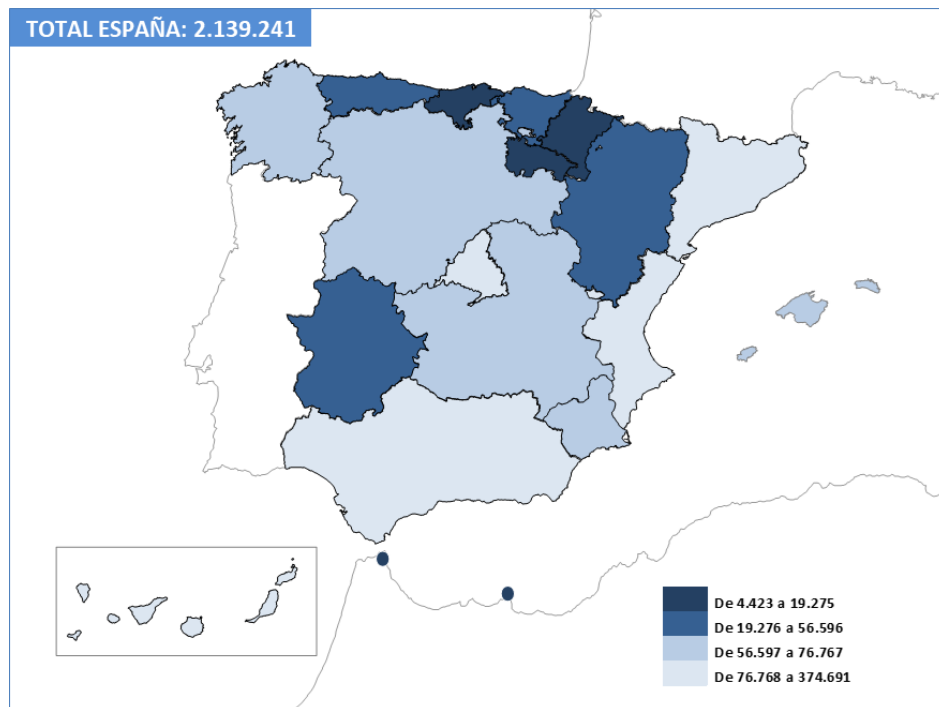 TOTAL ESPAÑA: 2.139.241
De 4.423 a 19.275
De 19.276 a 56.596
De 56.597 a 76.767
De 76.768 a 374.691